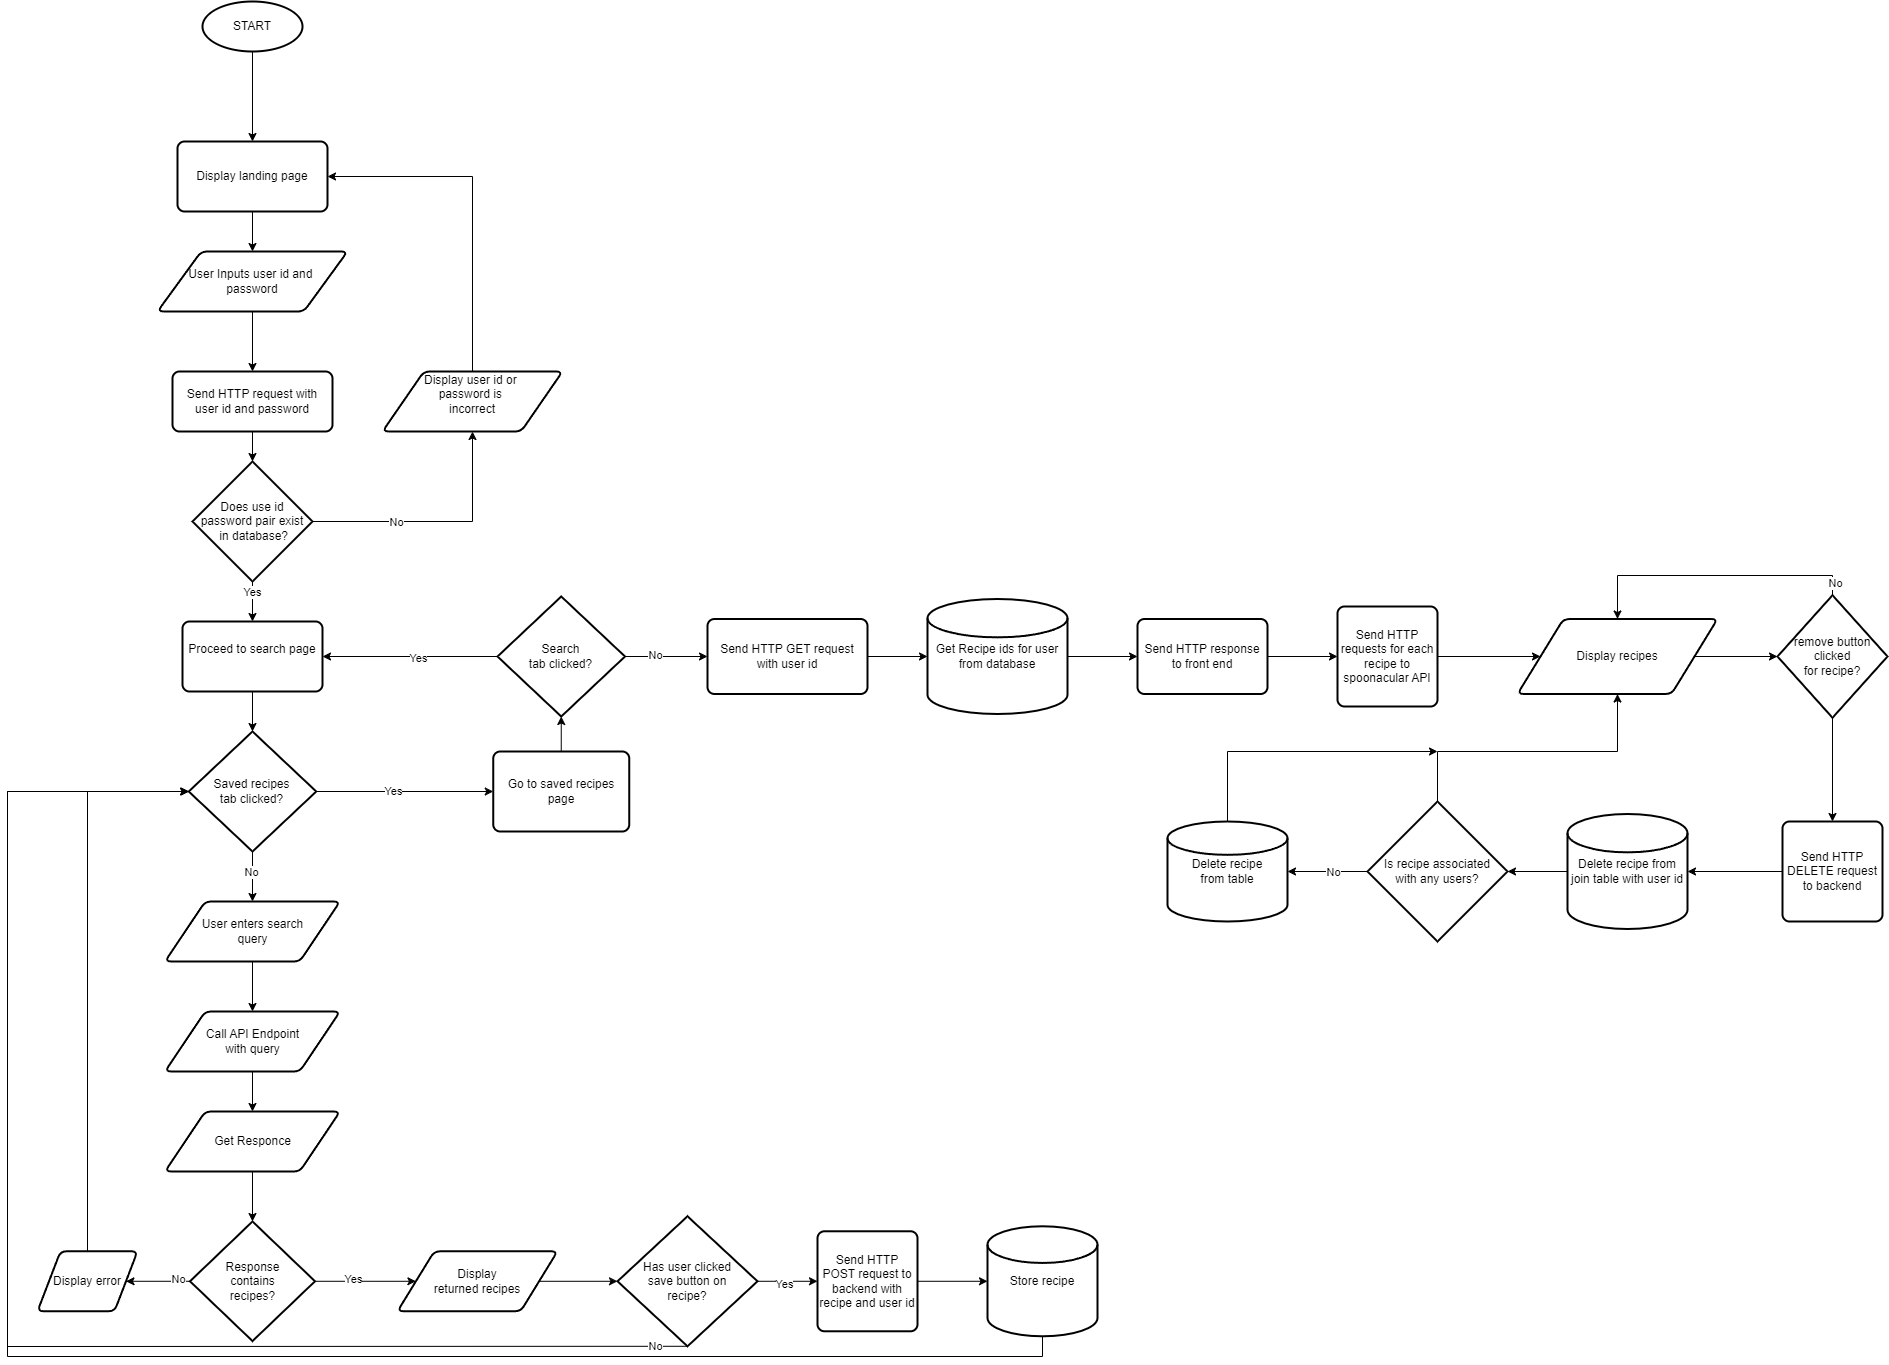 START
Display landing page
User Inputs user id and
password
Send HTTP request with
user id and password
Display user id or
password is
incorrect
Does use id
password pair exist
in database?
No
Yes
Proceed to search page
Yes
Search
tab clicked?
No
Send HTTP GET request
with user id
Get Recipe ids for user
from database
Send HTTP response
to front end
Send HTTP
requests for each
recipe to
spoonacular API
Display recipes
No
remove button
clicked
for recipe?
Saved recipes
tab clicked?
Yes
Go to saved recipes
page
Delete recipe
from table
No
Is recipe associated
with any users?
Delete recipe from
join table with user id
Send HTTP
DELETE request
to backend
No
User enters search
query
Call API Endpoint
with query
Get Responce
Display error
No
Response
contains
recipes?
Yes
Display
returned recipes
Has user clicked
save button on
recipe?
Yes
Send HTTP
POST request to
backend with
recipe and user id
Store recipe
No